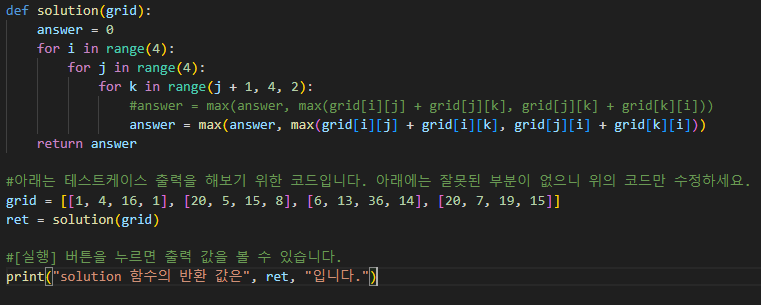 def solution(grid):
    answer = 0
    for i in range(4):
        for j in range(4):
            for k in range(j + 1, 4, 2):
                #answer = max(answer, max(grid[i][j] + grid[j][k], grid[j][k] + grid[k][i]))
                answer = max(answer, max(grid[i][j] + grid[i][k], grid[j][i] + grid[k][i]))
    return answer

#아래는 테스트케이스 출력을 해보기 위한 코드입니다. 아래에는 잘못된 부분이 없으니 위의 코드만 수정하세요.
grid = [[1, 4, 16, 1], [20, 5, 15, 8], [6, 13, 36, 14], [20, 7, 19, 15]]
ret = solution(grid)

#[실행] 버튼을 누르면 출력 값을 볼 수 있습니다.
print("solution 함수의 반환 값은", ret, "입니다.")